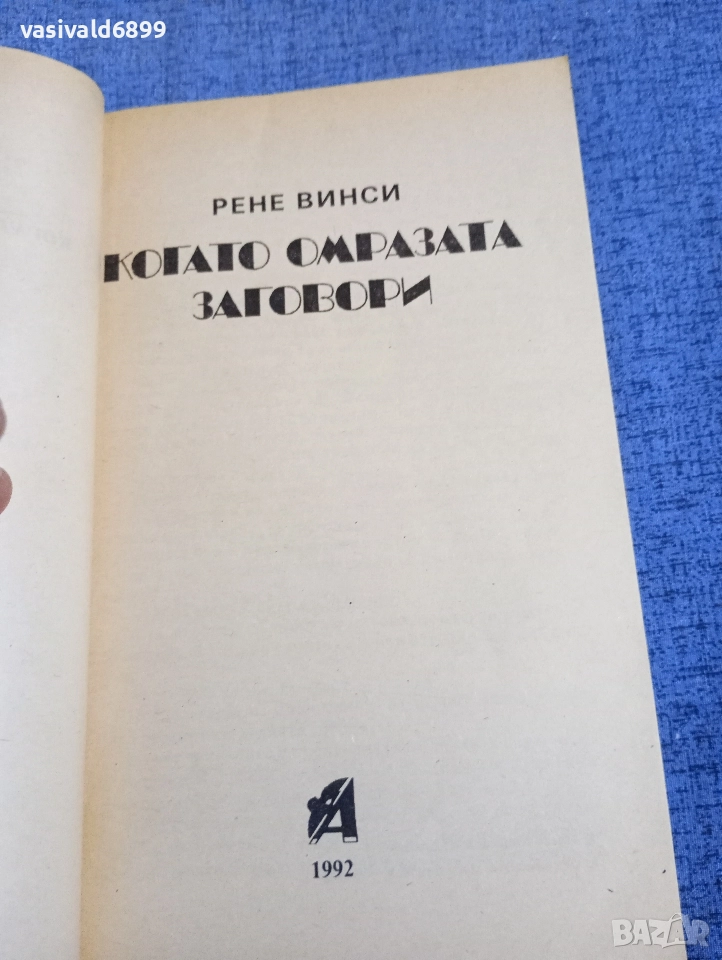 vasivald6899
РЕНЕ ВИНСИ
КОГАТО ОМРАЗАТА
ЗАГОВОРИ
А
1992
BAZAR